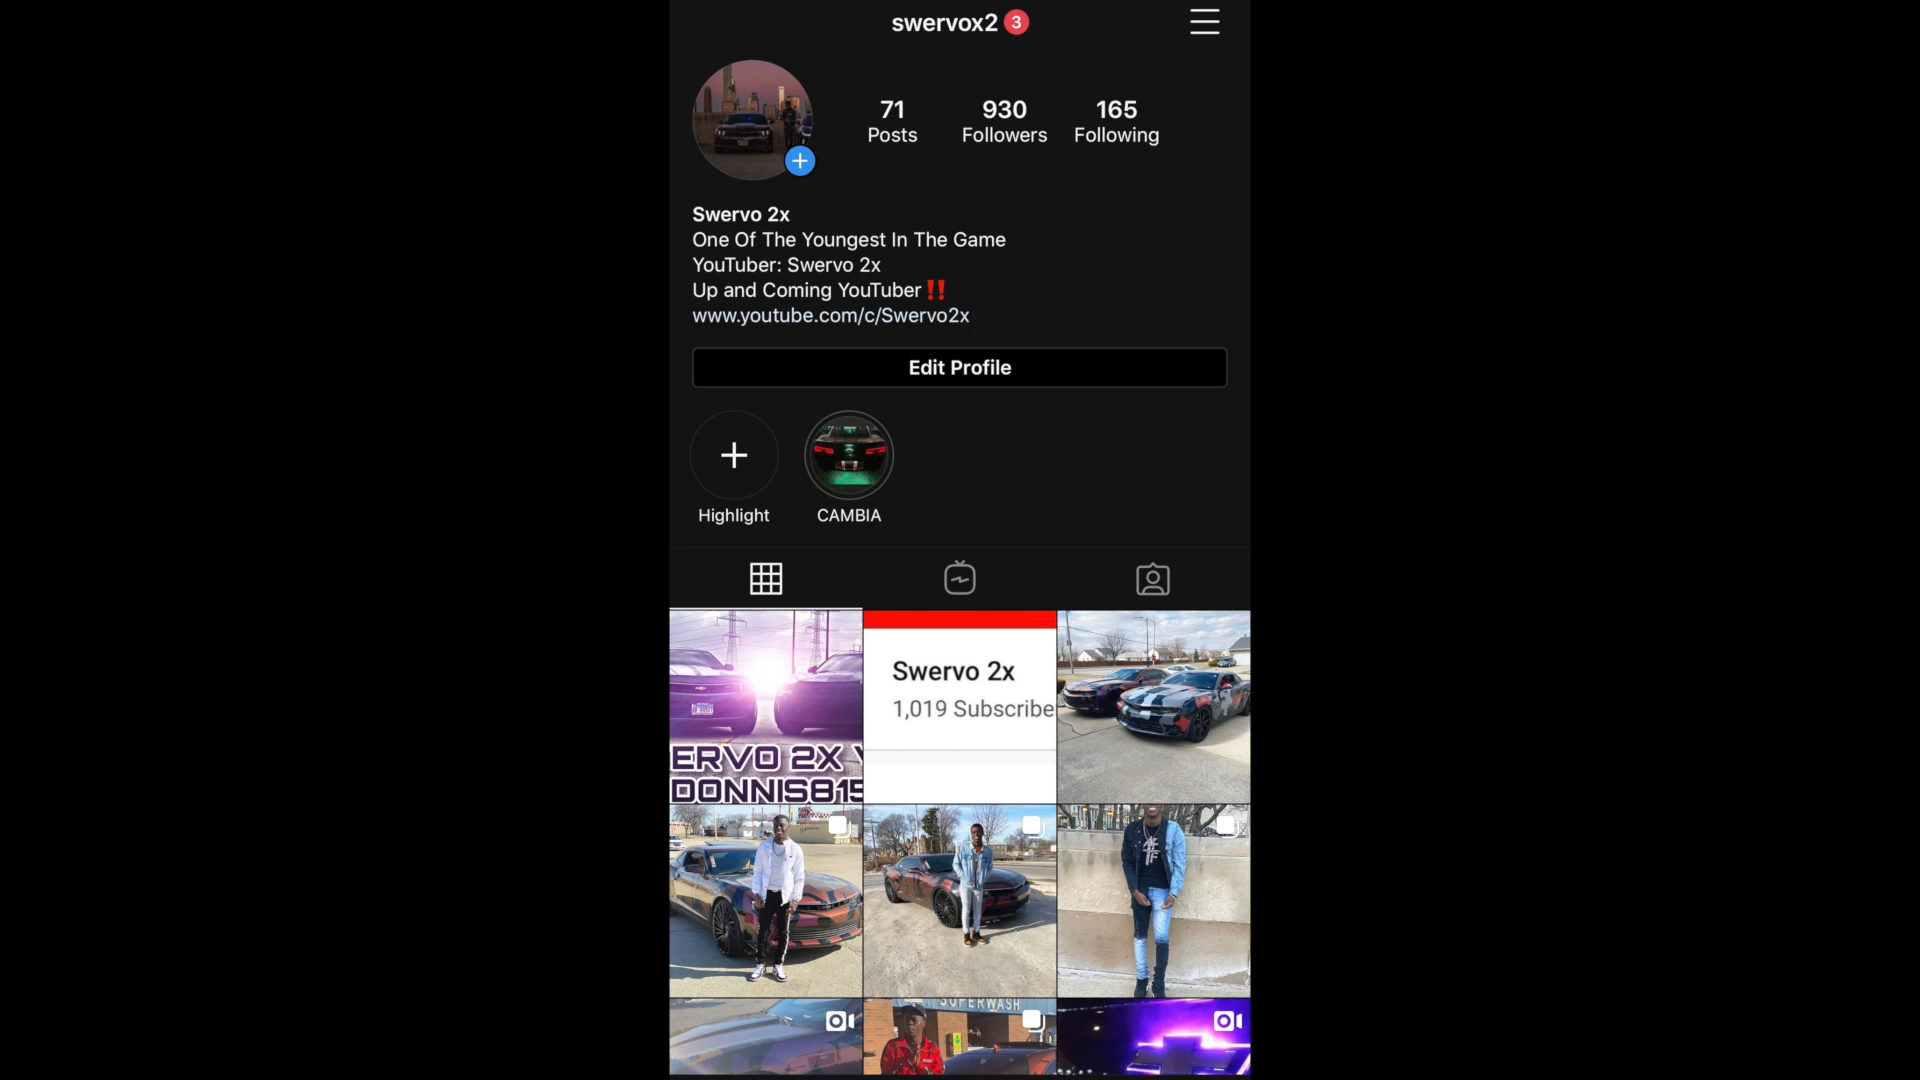 swervox2 3
71 930 165
Posts Followers Following
Swervo 2x
One Of The Youngest In The Game
YouTuber: Swervo 2x
Up and Coming YouTuber ‼️
www.youtube.com/c/Swervo2x
Edit Profile
Highlight CAMBIA
Swervo 2x
1,019 Subscribe
ERVO 2X V
DONNIS815
SUPERWASH